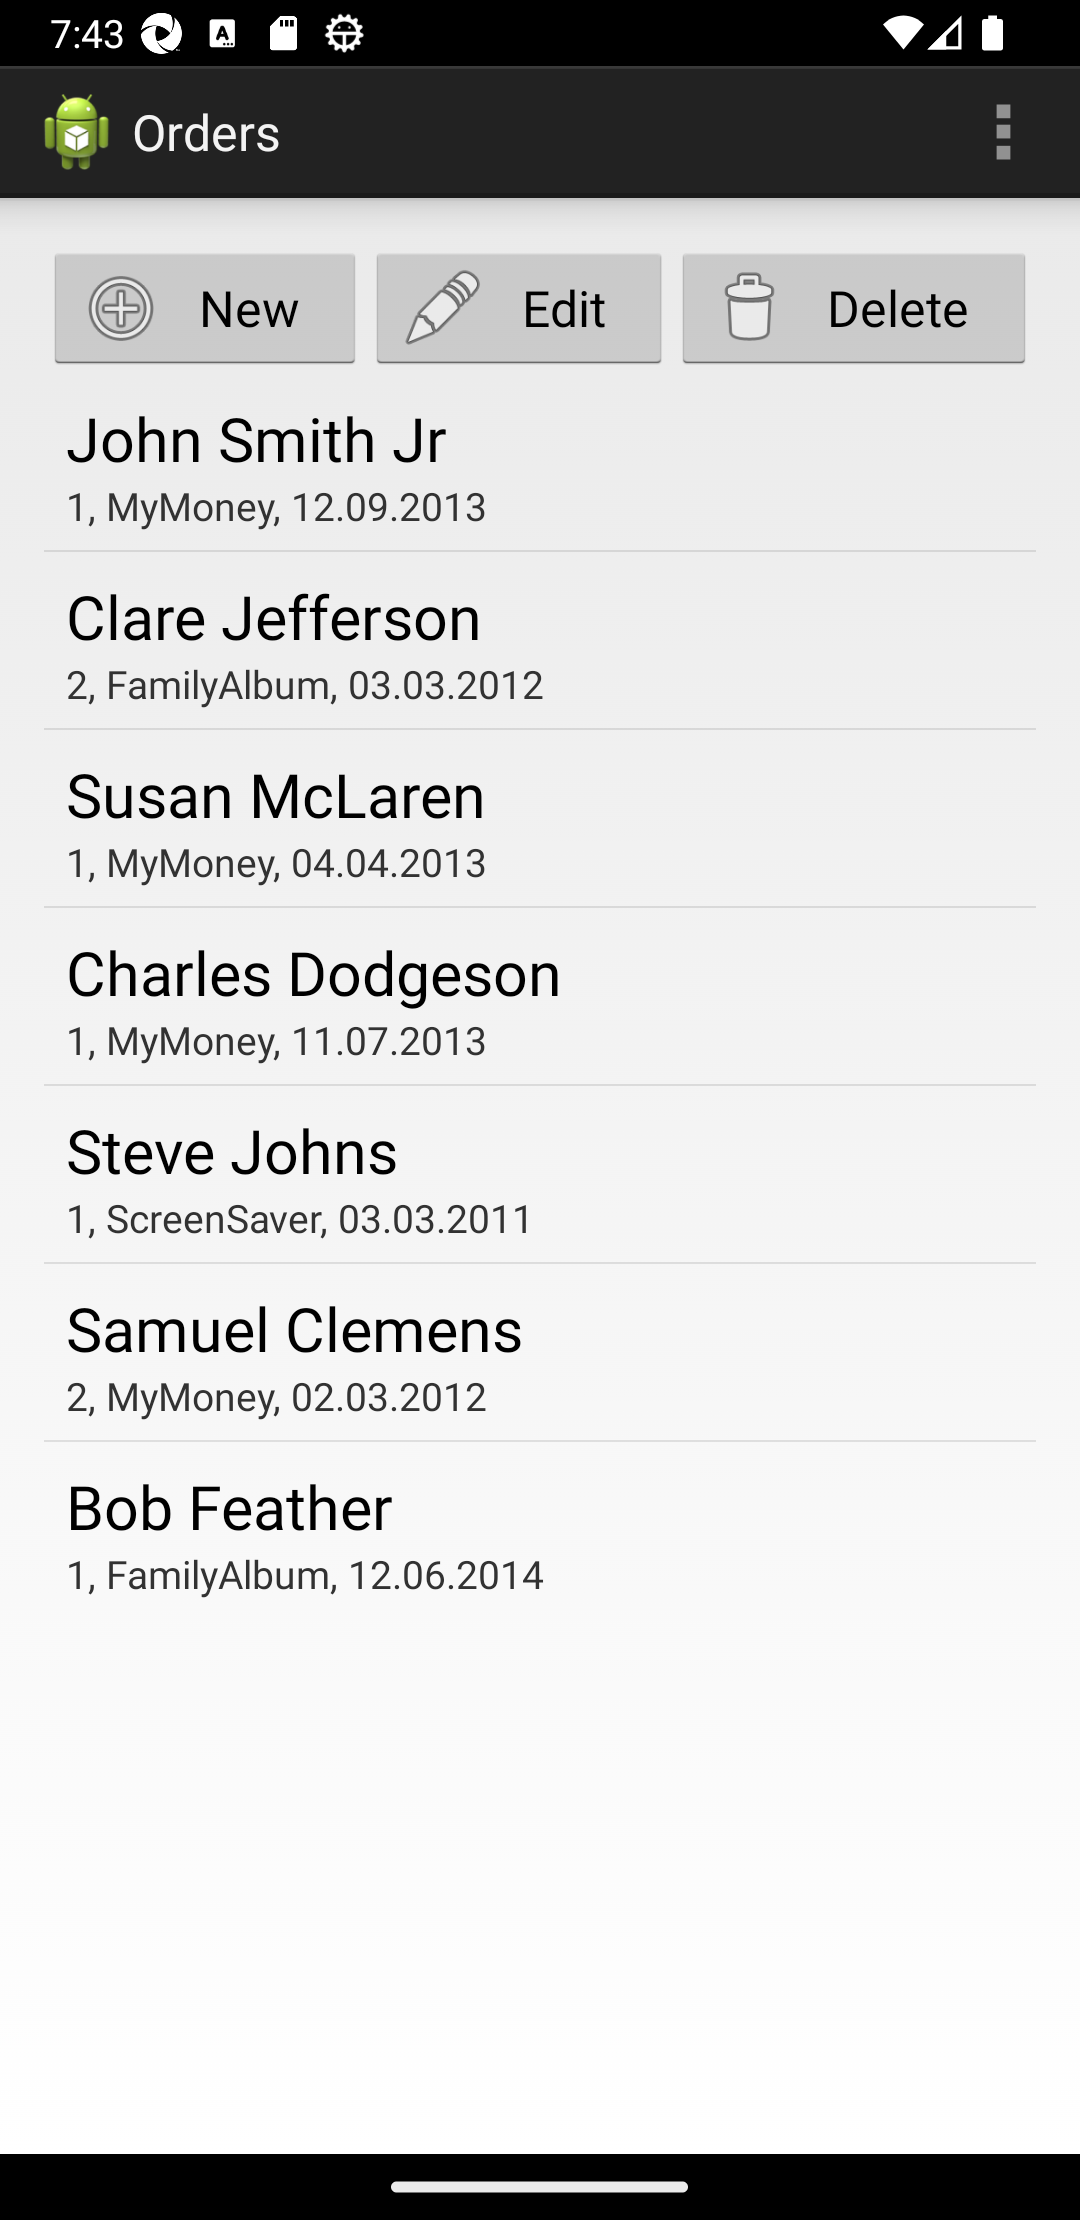 7:43
Orders
New
Edit
Delete
John Smith Jr
1, MyMoney, 12.09.2013
Clare Jefferson
2, FamilyAlbum, 03.03.2012
Susan McLaren
1, MyMoney, 04.04.2013
Charles Dodgeson
1, MyMoney, 11.07.2013
Steve Johns
1, ScreenSaver, 03.03.2011
Samuel Clemens
2, MyMoney, 02.03.2012
Bob Feather
1, FamilyAlbum, 12.06.2014